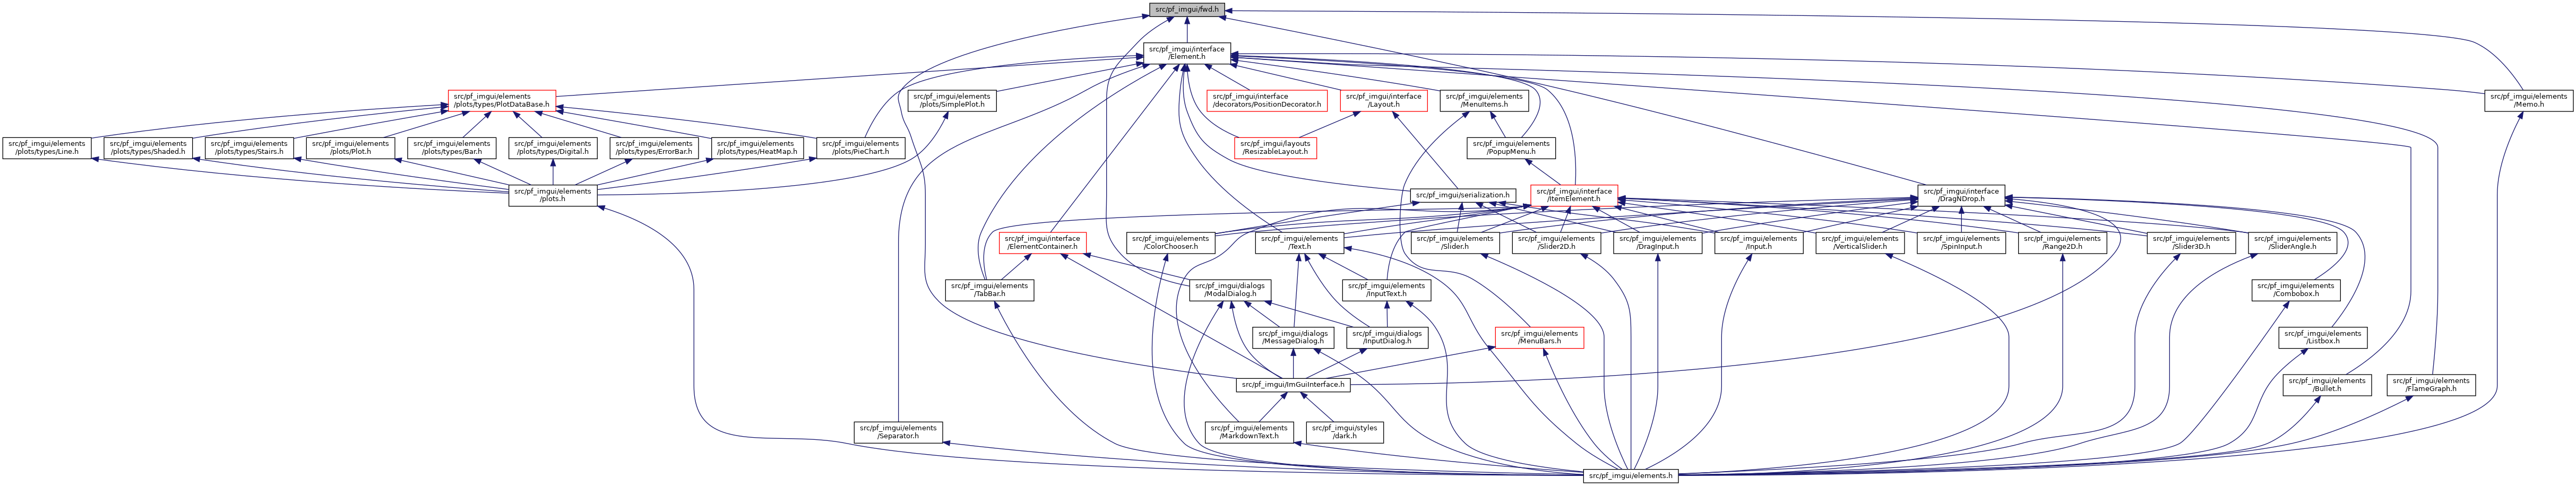 src/pf_imgui/fwd.h
src/pf_imgui/interface
/Element.h
src/pf_imgui/elements
/plots/types/PlotDataBase.h
src/pf_imgui/elements
/plots/SimplePlot.h
src/pf_imgui/interface
/decorators/PositionDecorator.h
src/pf_imgui/interface
/Layout.h
src/pf_imgui/elements
/MenuItems.h
src/pf_imgui/elements
/Memo.h
src/pf_imgui/elements
/plots/types/Line.h
src/pf_imgui/elements
/plots/types/Shaded.h
src/pf_imgui/elements
/plots/types/Stairs.h
src/pf_imgui/elements
/plots/Plot.h
src/pf_imgui/elements
/plots/types/Bar.h
src/pf_imgui/elements
/plots/types/Digital.h
src/pf_imgui/elements
/plots/types/ErrorBar.h
src/pf_imgui/elements
/plots/types/HeatMap.h
src/pf_imgui/elements
/plots/PieChart.h
src/pf_imgui/layouts
/ResizableLayout.h
src/pf_imgui/elements
/PopupMenu.h
src/pf_imgui/elements
/plots.h
src/pf_imgui/serialization.h
src/pf_imgui/interface
/ItemElement.h
src/pf_imgui/interface
/DragNDrop.h
src/pf_imgui/interface
/ElementContainer.h
src/pf_imgui/elements
/ColorChooser.h
src/pf_imgui/elements
/Text.h
src/pf_imgui/elements
/Slider.h
src/pf_imgui/elements
/Slider2D.h
src/pf_imgui/elements
/DragInput.h
src/pf_imgui/elements
/Input.h
src/pf_imgui/elements
/VerticalSlider.h
src/pf_imgui/elements
/SpinInput.h
src/pf_imgui/elements
/Range2D.h
src/pf_imgui/elements
/Slider3D.h
src/pf_imgui/elements
/SliderAngle.h
src/pf_imgui/elements
/TabBar.h
src/pf_imgui/dialogs
/ModalDialog.h
src/pf_imgui/elements
/InputText.h
src/pf_imgui/elements
/Combobox.h
src/pf_imgui/dialogs
/MessageDialog.h
src/pf_imgui/dialogs
/InputDialog.h
src/pf_imgui/elements
/MenuBars.h
src/pf_imgui/elements
/Listbox.h
src/pf_imgui/ImGuiInterface.h
src/pf_imgui/elements
/Bullet.h
src/pf_imgui/elements
/FlameGraph.h
src/pf_imgui/elements
/Separator.h
src/pf_imgui/elements
/MarkdownText.h
src/pf_imgui/styles
/dark.h
src/pf_imgui/elements.h